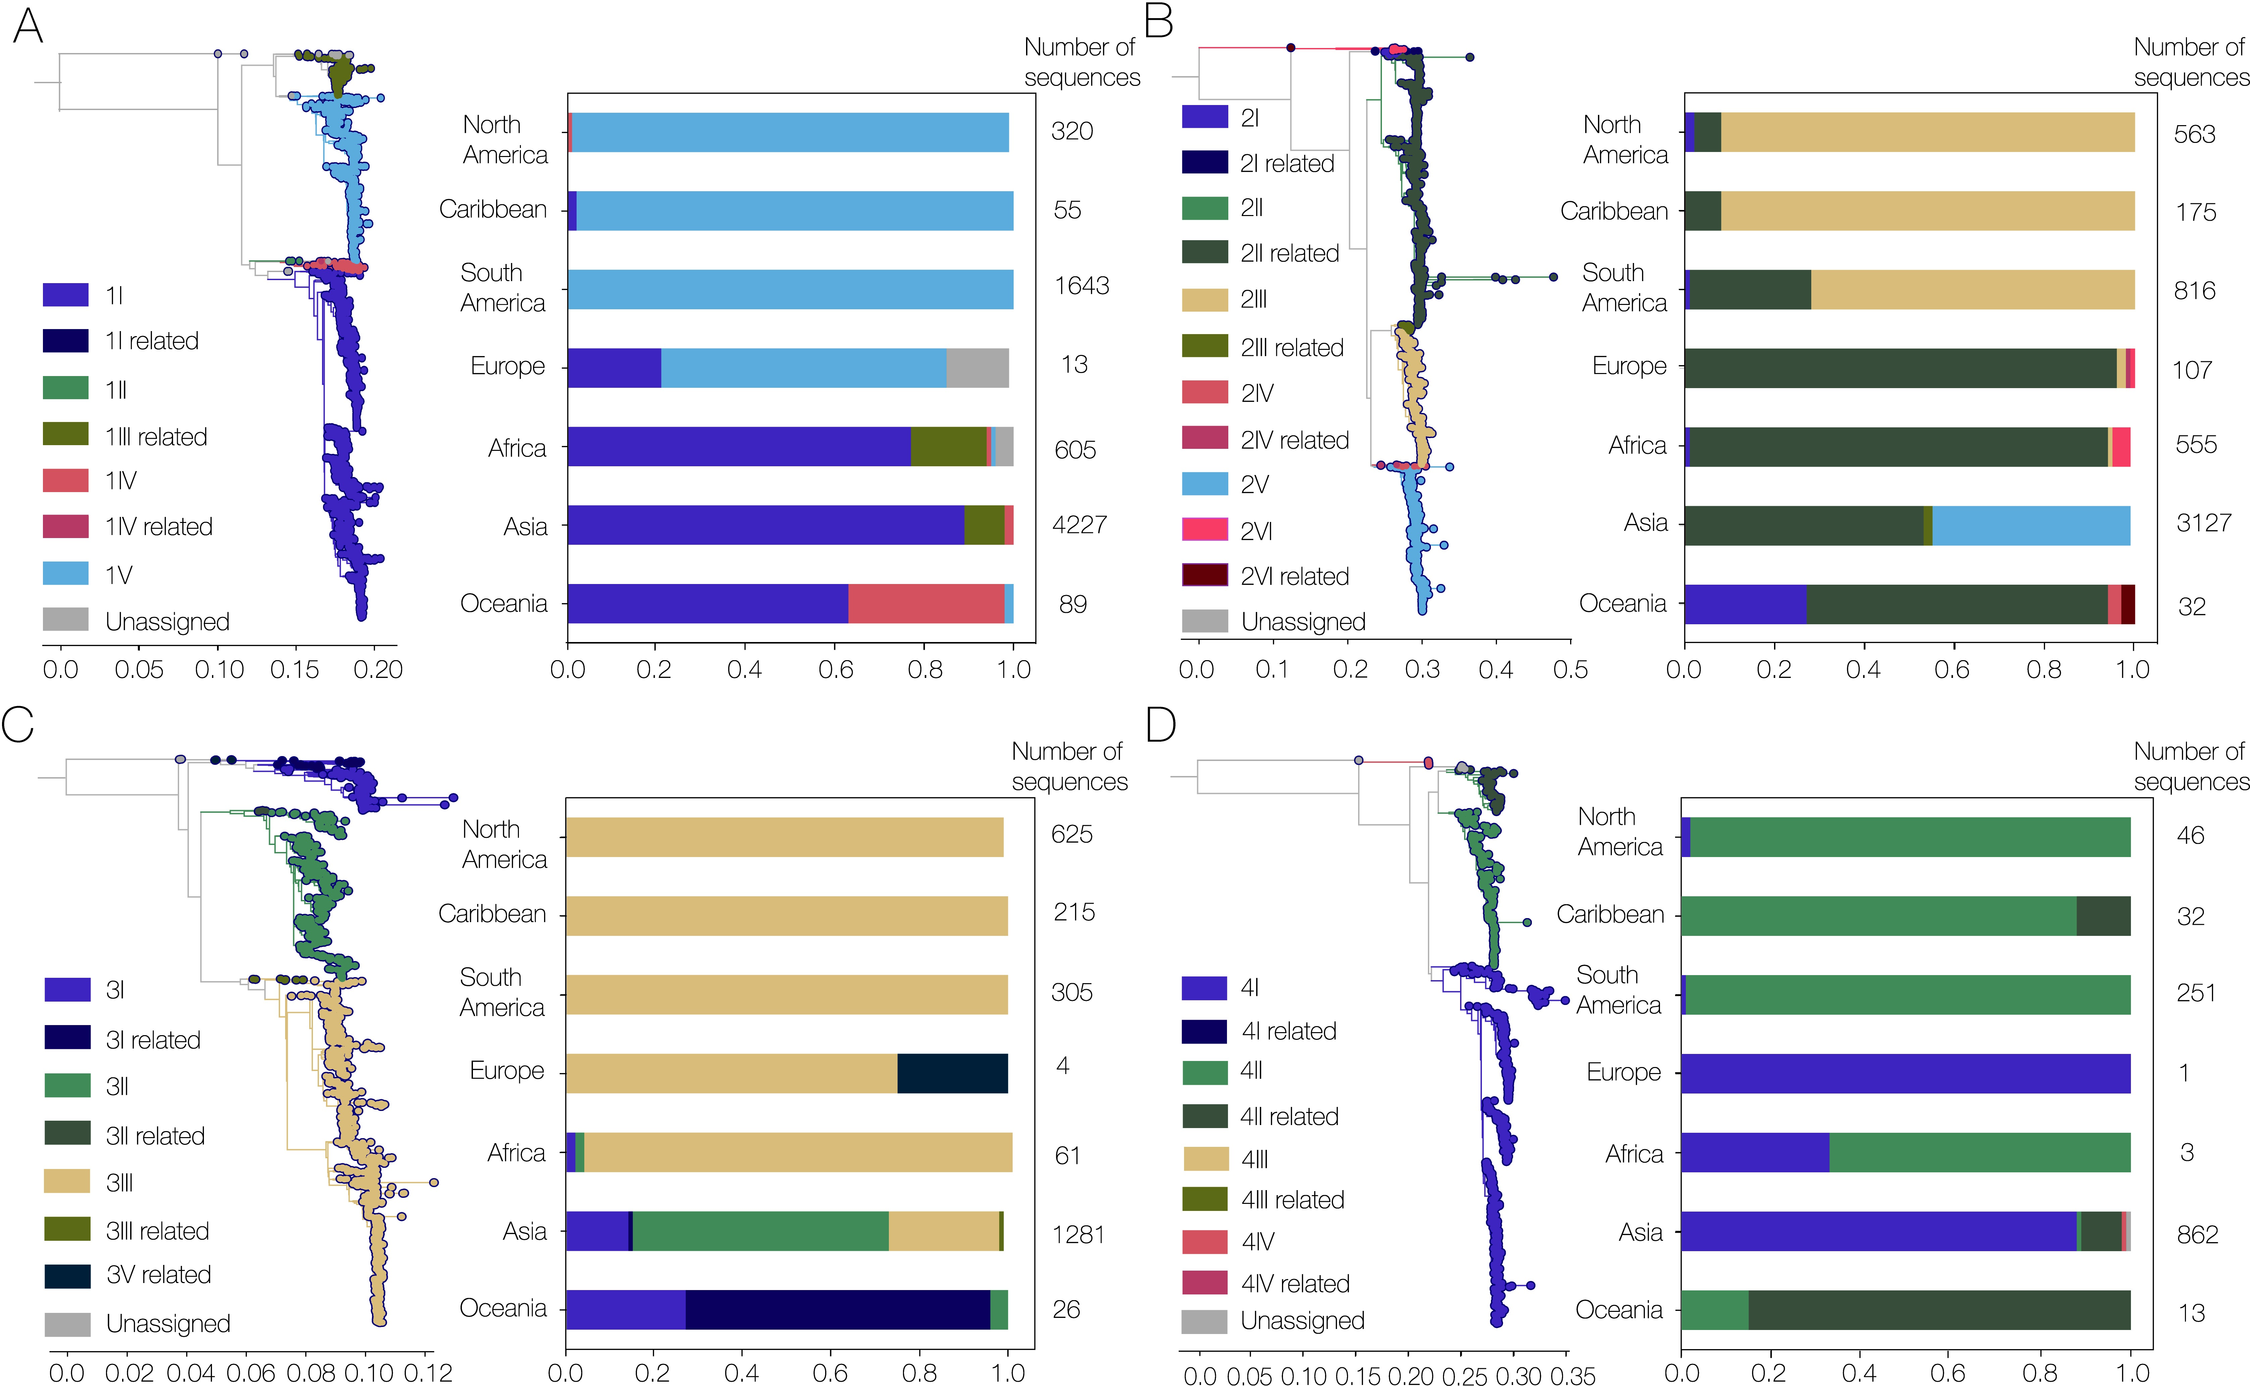 A
Number of
sequences
North
America
320
Caribbean
55
South
America
1643
Europe
13
Africa
605
Asia
4227
Oceania
89
1I
1I related
1II
1III related
1IV
1IV related
1V
Unassigned
0.0 0.05 0.10 0.15 0.20
0.0 0.2 0.4 0.6 0.8 1.0
B
Number of
sequences
2I
2I related
2II
2II related
2III
2III related
2IV
2IV related
2V
2VI
2VI related
Unassigned
North
America
563
Caribbean
175
South
America
816
Europe
107
Africa
555
Asia
3127
Oceania
32
0.0 0.1 0.2 0.3 0.4 0.5
0.0 0.2 0.4 0.6 0.8 1.0
C
Number of
sequences
North
America
625
Caribbean
215
South
America
305
Europe
4
Africa
61
Asia
1281
Oceania
26
3I
3I related
3II
3II related
3III
3III related
3V related
Unassigned
0.0 0.02 0.04 0.06 0.08 0.10 0.12
0.0 0.2 0.4 0.6 0.8 1.0
D
Number of
sequences
North
America
46
Caribbean
32
South
America
251
Europe
1
Africa
3
Asia
862
Oceania
13
4I
4I related
4II
4II related
4III
4III related
4IV
4IV related
Unassigned
0.0 0.05 0.10 0.15 0.20 0.25 0.30 0.35
0.0 0.2 0.4 0.6 0.8 1.0